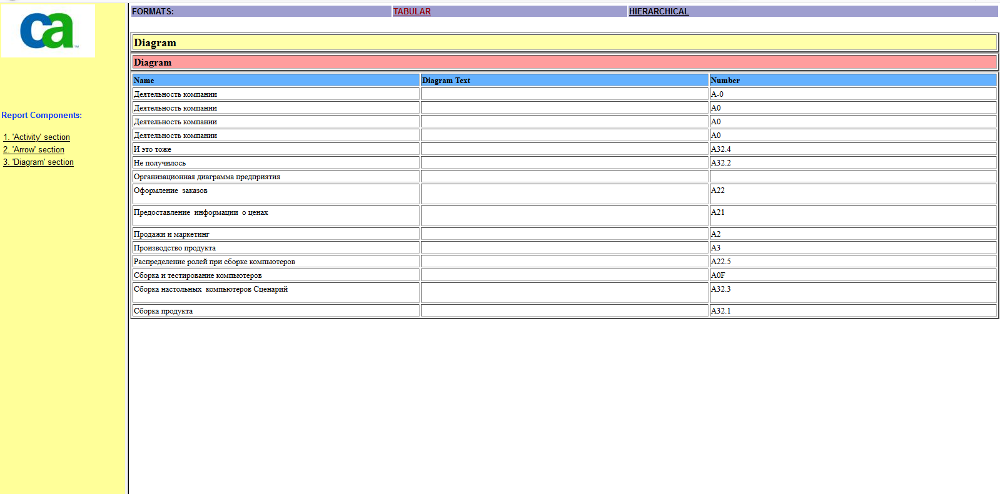 ca™
FORMATS: TABULAR HIERARCHICAL
Diagram
Diagram
Name Diagram Text Number
Деятельность компании A-0
Деятельность компании A0
Деятельность компании A0
Деятельность компании A0
И это тоже A32.4
Не получилось A32.2
Организационная диаграмма предприятия
Оформление заказов A22
Предоставление информации о ценах A21
Продажи и маркетинг A2
Производство продукта A3
Распределение ролей при сборке компьютеров A22.5
Сборка и тестирование компьютеров A0F
Сборка настольных компьютеров Сценарий A32.3
Сборка продукта A32.1
Report Components:
1. 'Activity' section
2. 'Arrow' section
3. 'Diagram' section